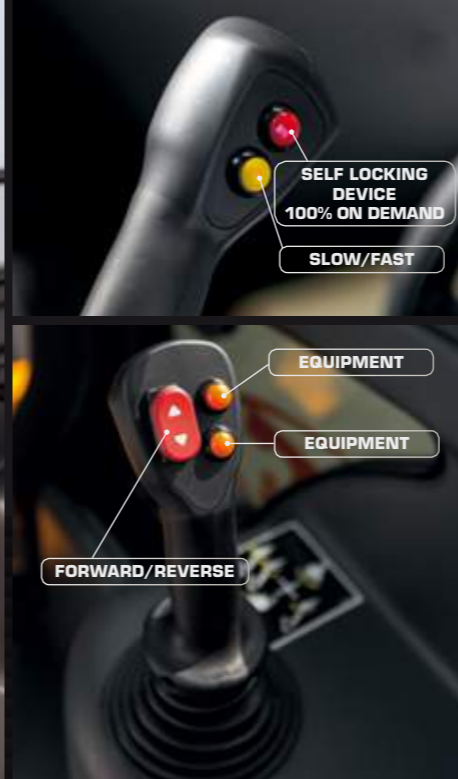 SELF LOCKING
DEVICE
100% ON DEMAND
SLOW/FAST
EQUIPMENT
EQUIPMENT
FORWARD/REVERSE